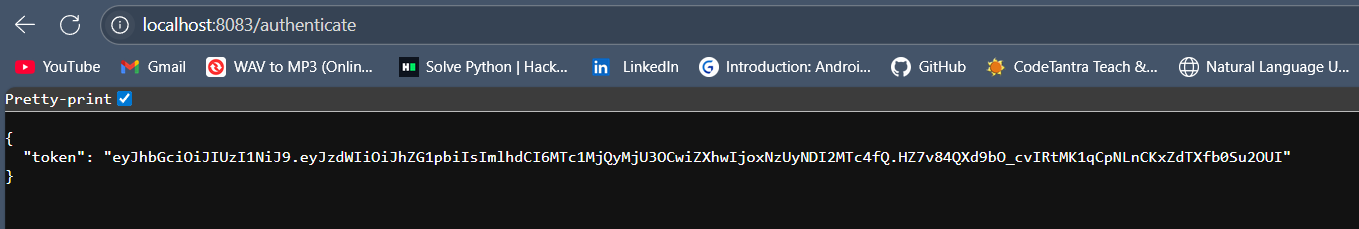 localhost:8083/authenticate
YouTube Gmail WAV to MP3 (Onlin... Solve Python | Hack... LinkedIn Introduction: Androi... GitHub CodeTantra Teach &... Natural Language U...
Pretty-print
{
"token": "eyJhbGciOiJIUzI1NiJ9.eyJzdWIiOiJhZG1pbiIsImlhdCI6MTc1MjQyMjU3OCwiZXhwIjoxNzUyNDI2MTc4fQ.HZ7v84QXd9bO_cvIRtMK1qCpNLnCKxZdTXfb0Su2OUI"
}